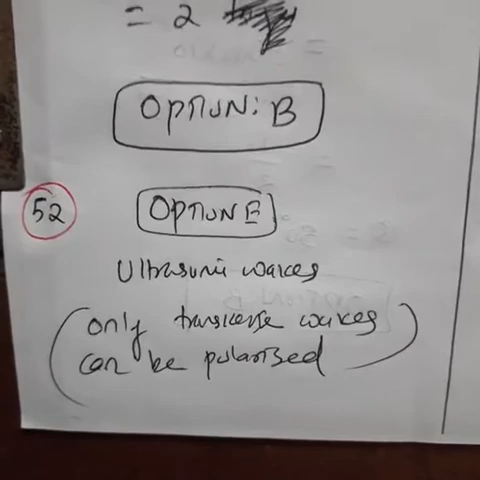 = 2
OPTION: B
52
OPTION E
Ultrasonic waves
(only transverse waves
can be polarised)